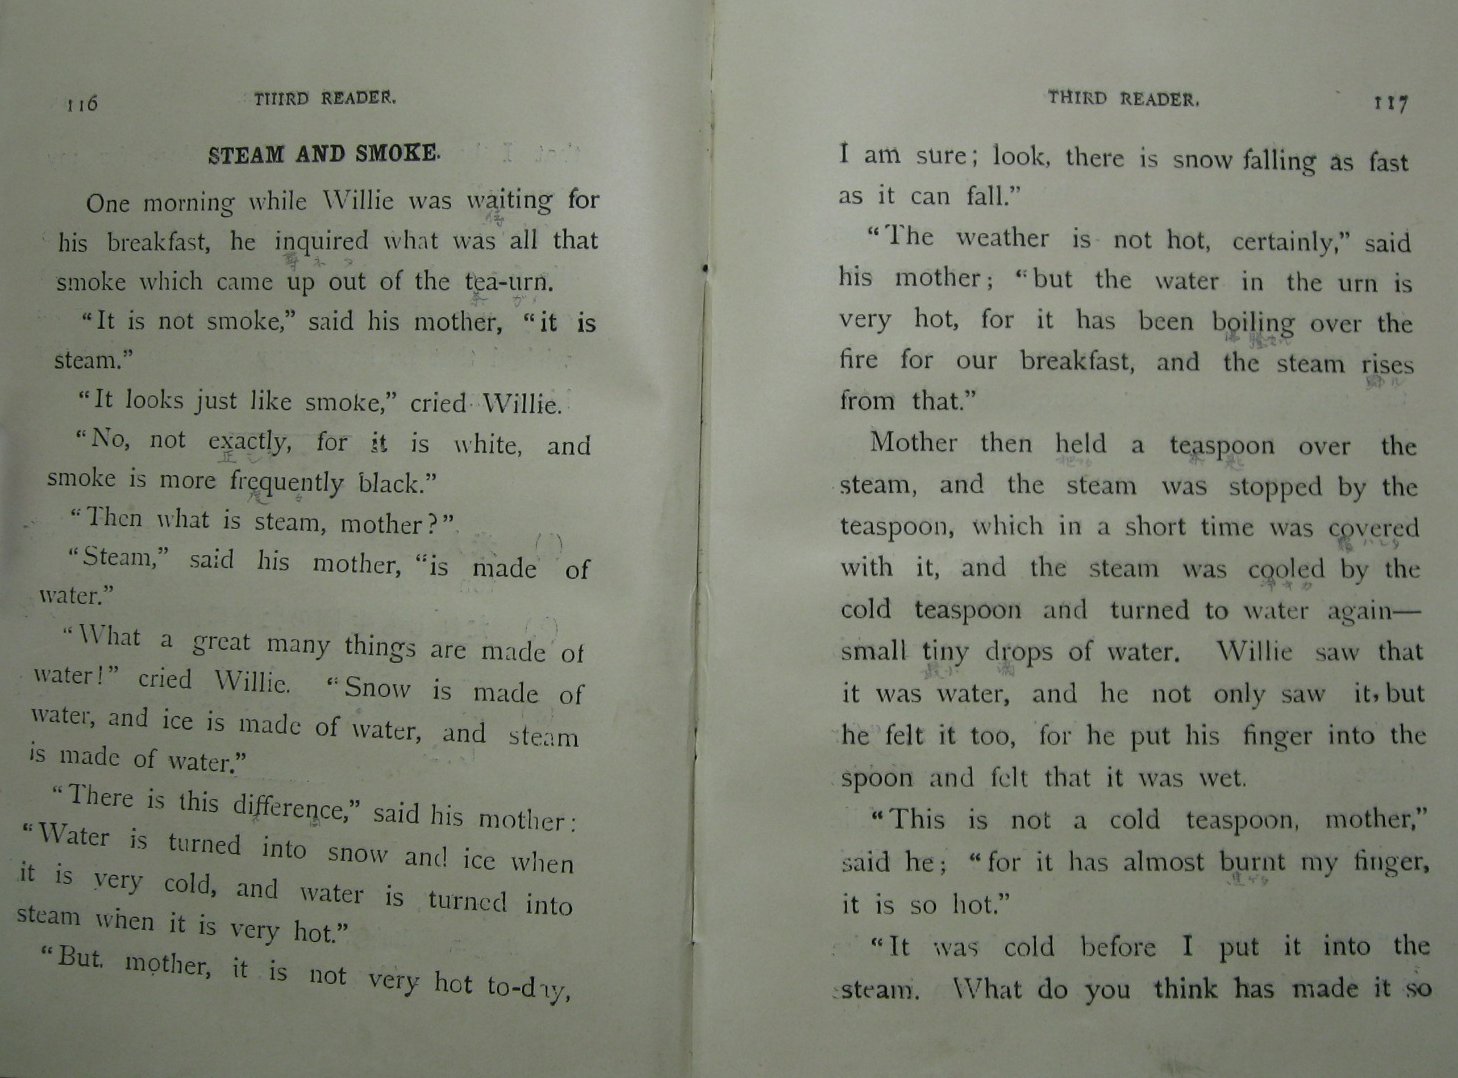 116
THIRD READER.
STEAM AND SMOKE.
One morning while Willie was waiting for
his breakfast, he inquired what was all that
smoke which came up out of the tea-urn.
“It is not smoke,” said his mother, “it is
steam.”
“It looks just like smoke,” cried Willie.
“No, not exactly, for it is white, and
smoke is more frequently black.”
“Then what is steam, mother?”
“Steam,” said his mother, “is made of
water.”
“What a great many things are made of
water!” cried Willie. “Snow is made of
water, and ice is made of water, and steam
is made of water.”
“There is this difference,” said his mother:
“Water is turned into snow and ice when
it is very cold, and water is turned into
steam when it is very hot.”
“But, mother, it is not very hot to-day,
THIRD READER.
117
I am sure; look, there is snow falling as fast
as it can fall.”
“The weather is not hot, certainly,” said
his mother; “but the water in the urn is
very hot, for it has been boiling over the
fire for our breakfast, and the steam rises
from that.”
Mother then held a teaspoon over the
steam, and the steam was stopped by the
teaspoon, which in a short time was covered
with it, and the steam was cooled by the
cold teaspoon and turned to water again—
small tiny drops of water. Willie saw that
it was water, and he not only saw it, but
he felt it too, for he put his finger into the
spoon and felt that it was wet.
“This is not a cold teaspoon, mother,”
said he; “for it has almost burnt my finger,
it is so hot.”
“It was cold before I put it into the
steam. What do you think has made it so